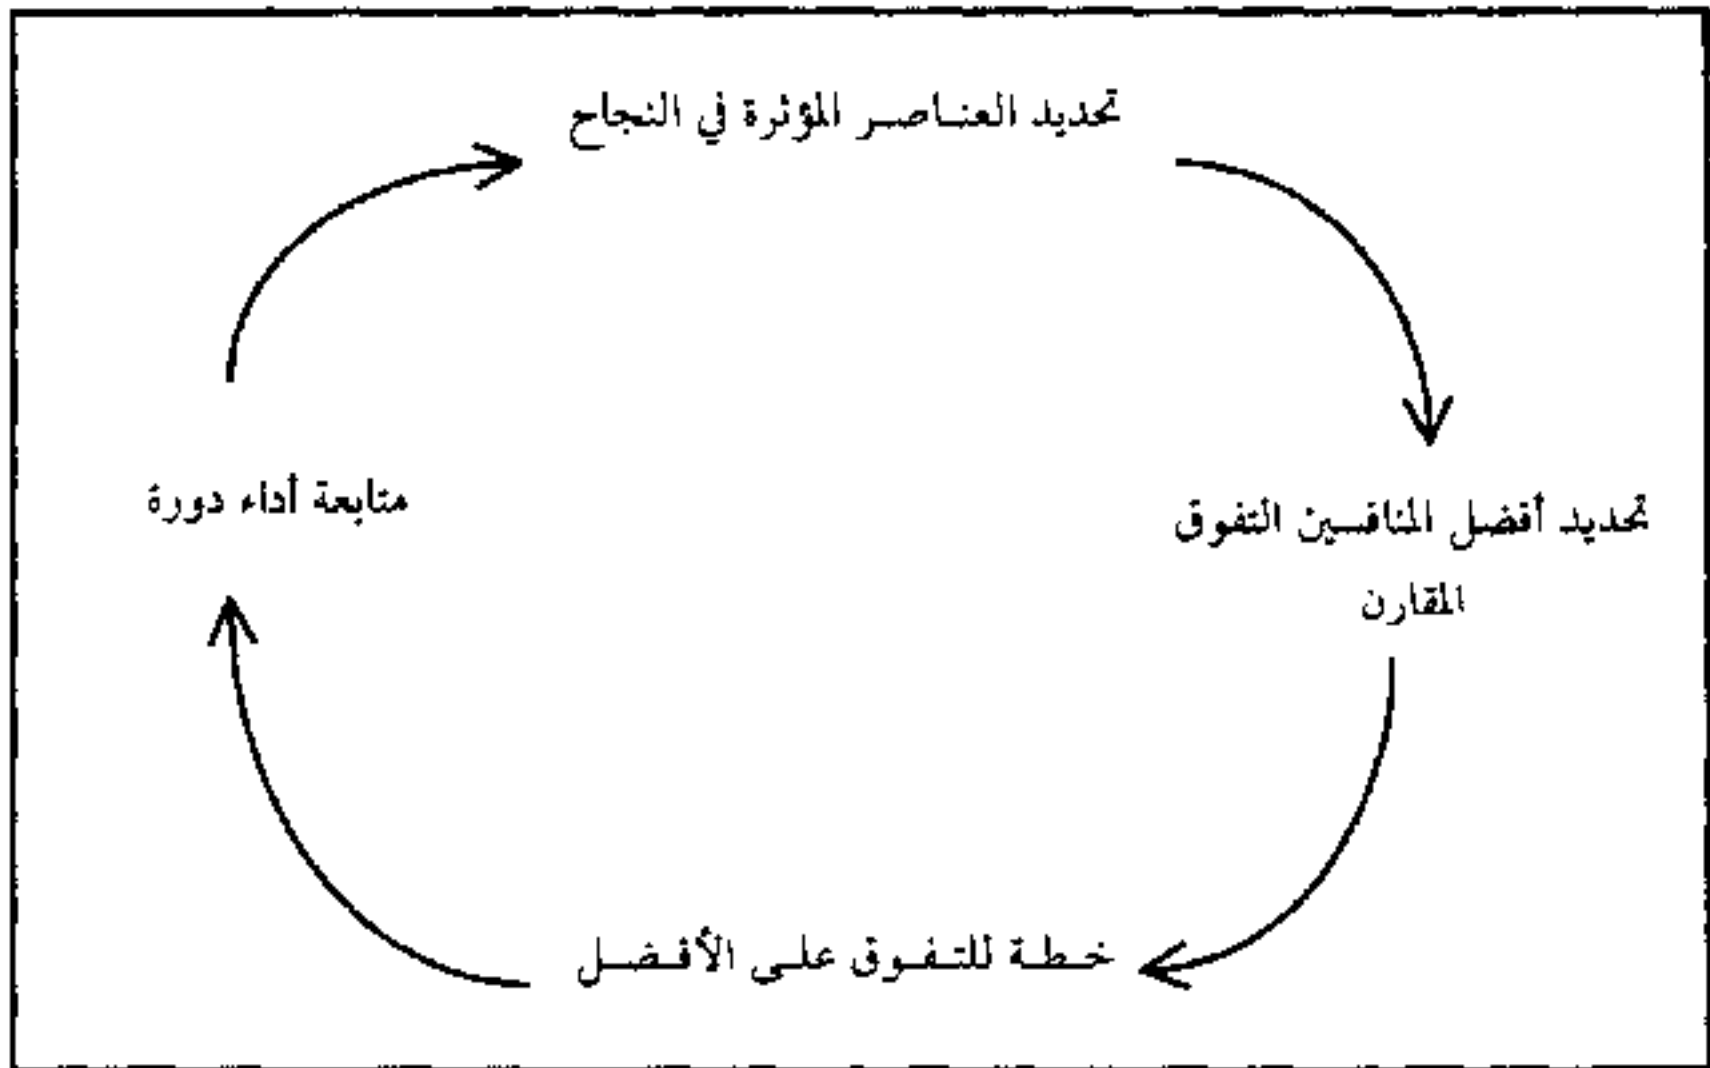 تحديد العناصر المؤثرة في النجاح
تحديد أفضل المنافسين التفوق
المقارن
خطة للتفوق على الأفضل
متابعة أداء دورة